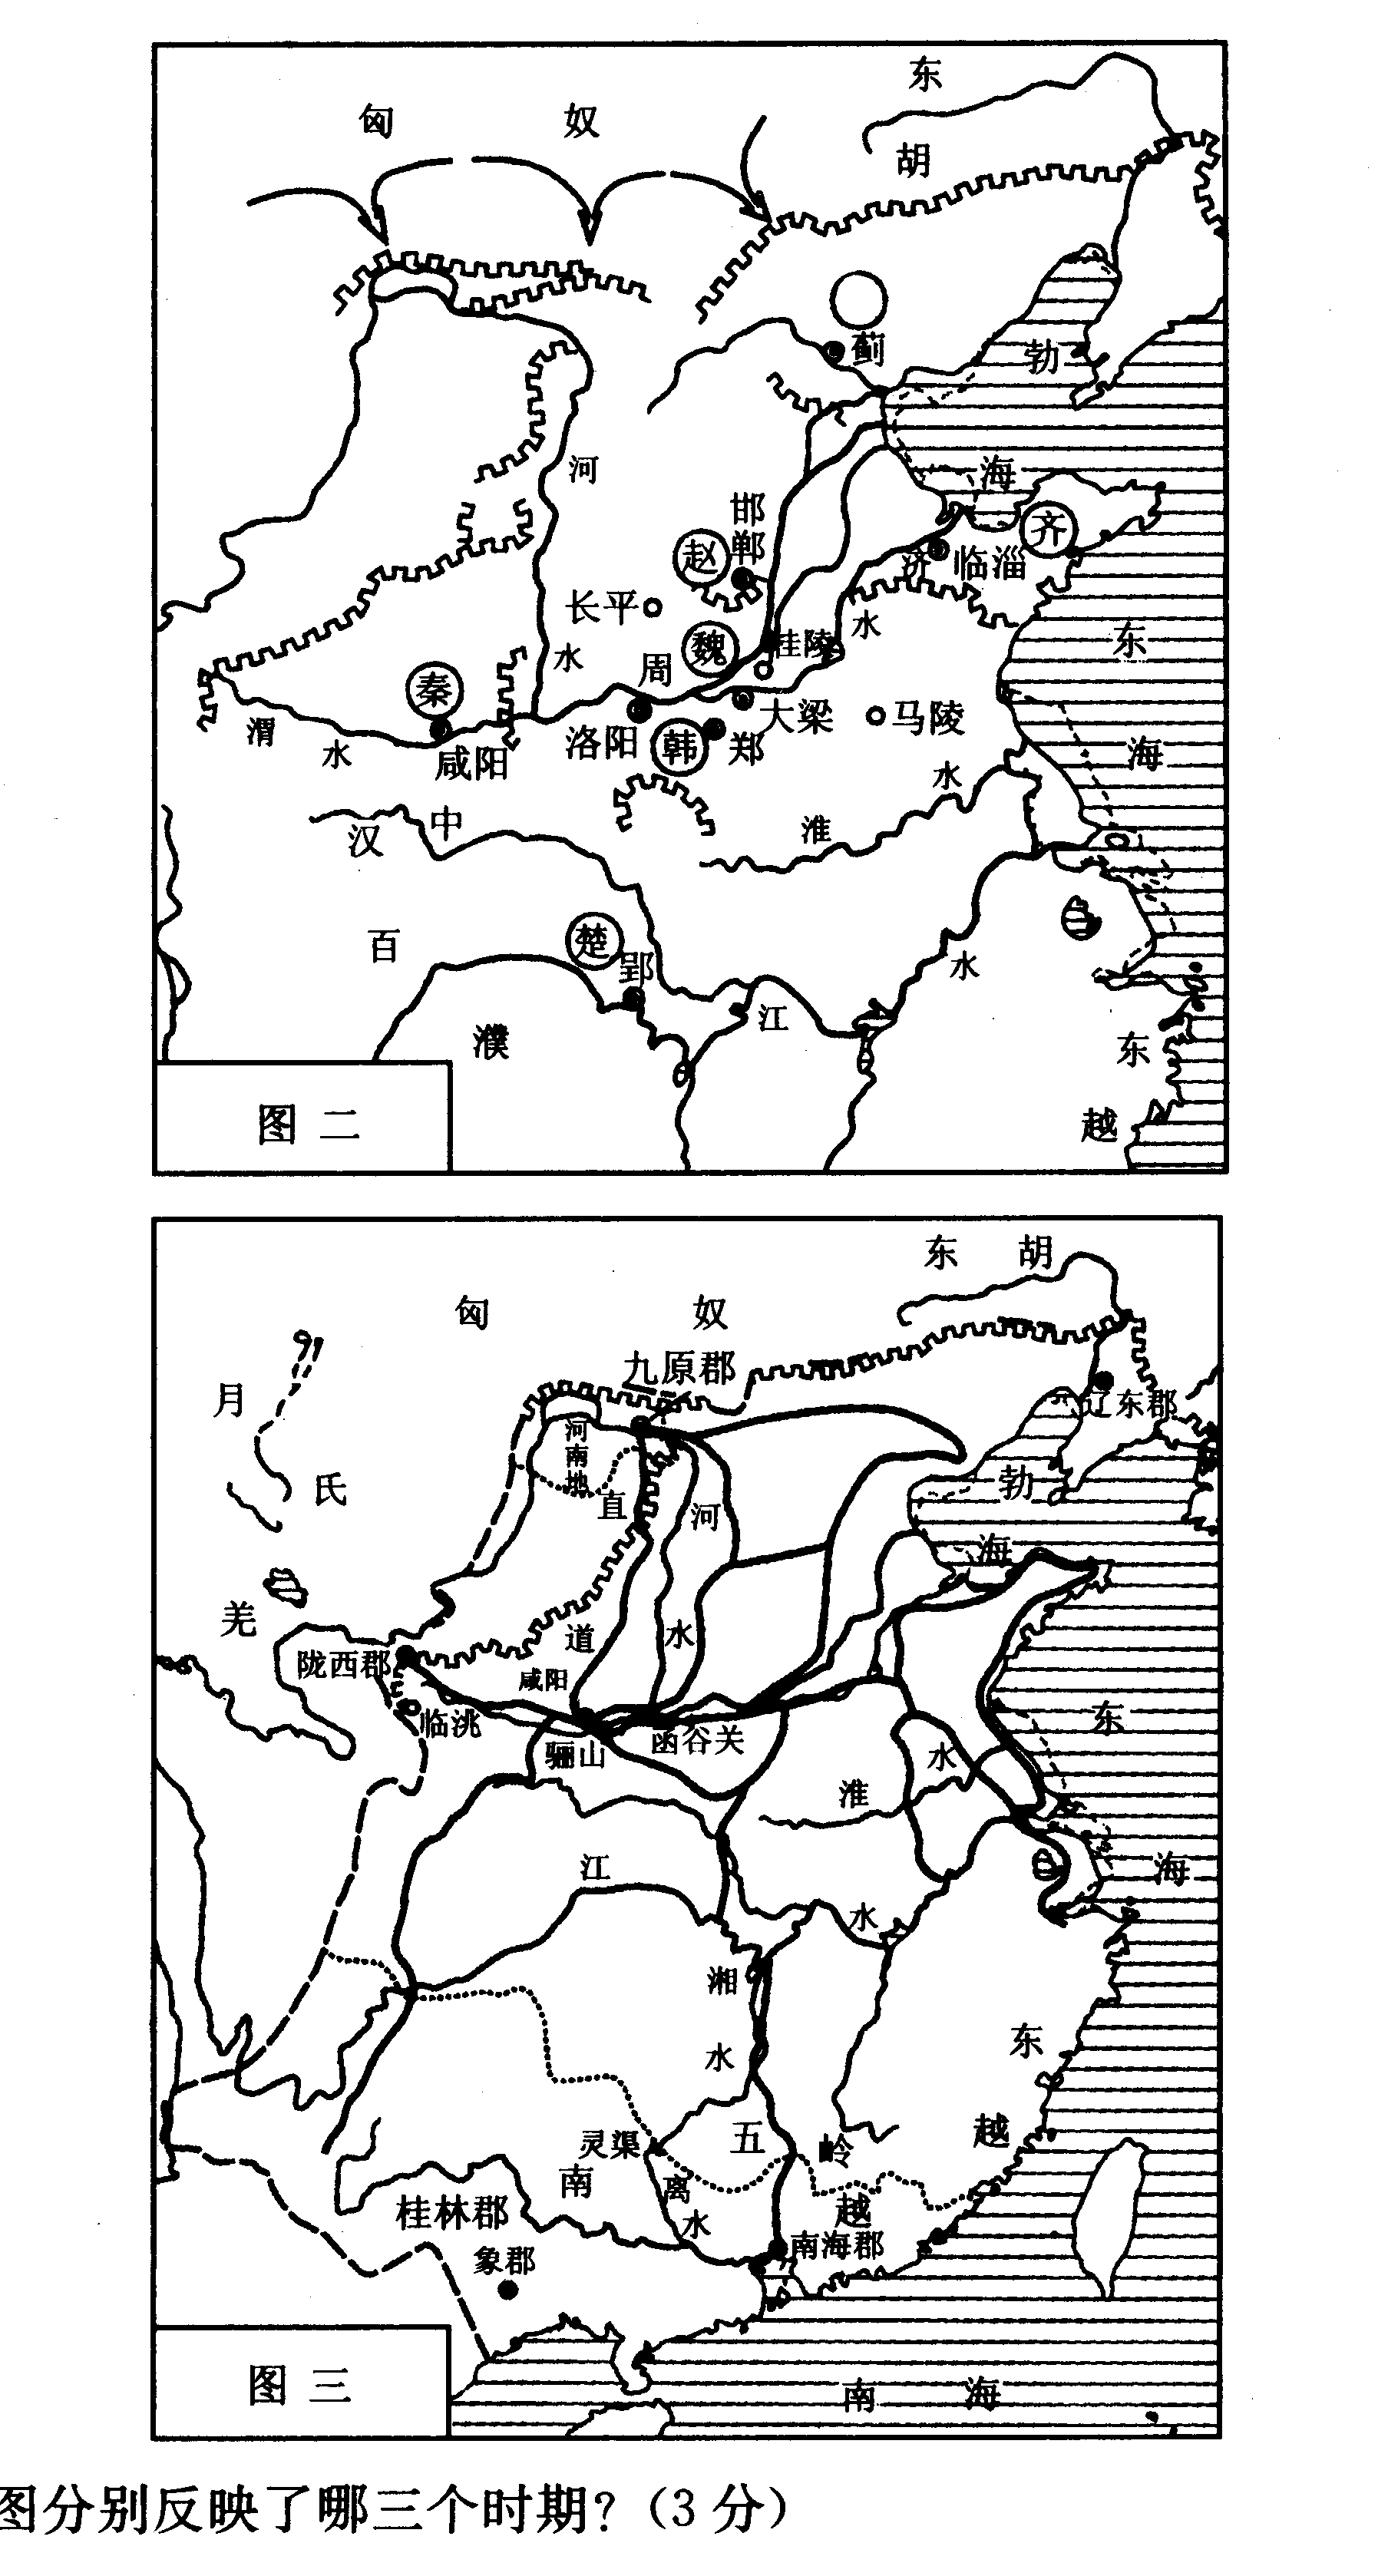 匈 奴 东
胡
蓟
勃
海
河
邯
郸
赵
齐
济 临淄
长平
水
魏
桂陵
周
水
东
秦
渭 水
咸阳
洛阳
韩
郑
大梁
马陵
海
水
淮
汉 中
百
楚
郢
水
江
濮
东
越
图 二
东 胡
匈 奴
九原郡
月
氏
辽东郡
河
南
地
直
河
勃
海
羌
道
水
陇西郡
咸阳
临洮
骊山
函谷关
东
水
淮
海
江
水
湘
水
东
越
灵渠
五 岭
南
离
水
越
桂林郡
南海郡
象郡
图 三
南 海
图分别反映了哪三个时期?(3 分)